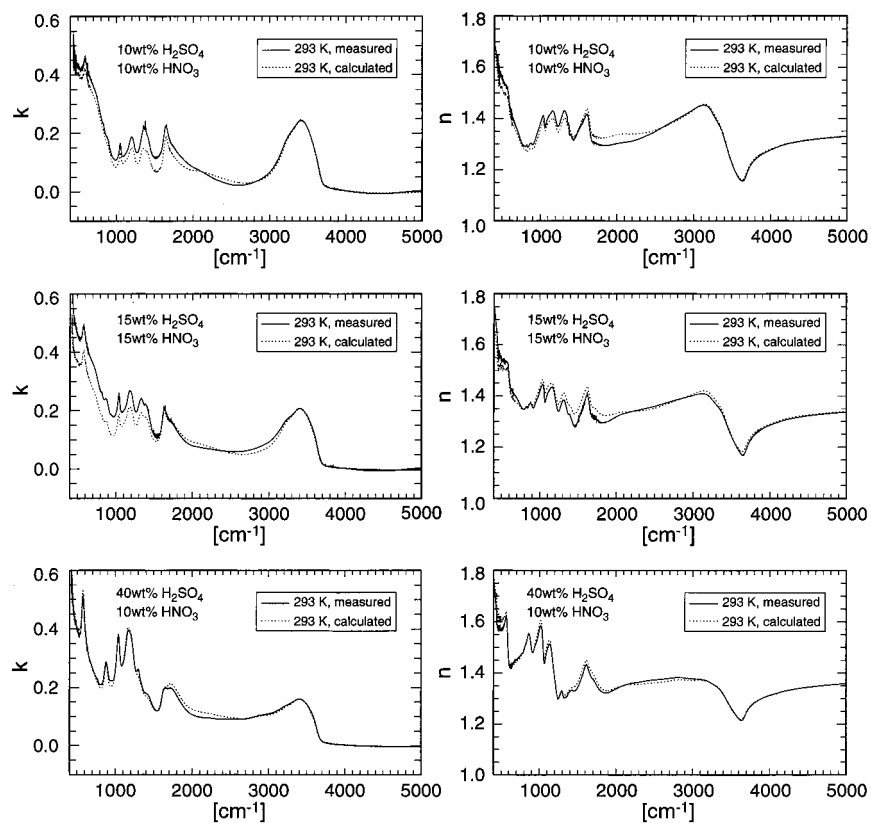 0.6
0.4
0.2
0.0
k
10wt% H2SO4
10wt% HNO3
293 K, measured
293 K, calculated
1000 2000 3000 4000 5000
[cm-1]
1.8
1.6
1.4
1.2
1.0
n
10wt% H2SO4
10wt% HNO3
293 K, measured
293 K, calculated
1000 2000 3000 4000 5000
[cm-1]
0.6
0.4
0.2
0.0
k
15wt% H2SO4
15wt% HNO3
293 K, measured
293 K, calculated
1000 2000 3000 4000 5000
[cm-1]
1.8
1.6
1.4
1.2
1.0
n
15wt% H2SO4
15wt% HNO3
293 K, measured
293 K, calculated
1000 2000 3000 4000 5000
[cm-1]
0.6
0.4
0.2
0.0
k
40wt% H2SO4
10wt% HNO3
293 K, measured
293 K, calculated
1000 2000 3000 4000 5000
[cm-1]
1.8
1.6
1.4
1.2
1.0
n
40wt% H2SO4
10wt% HNO3
293 K, measured
293 K, calculated
1000 2000 3000 4000 5000
[cm-1]